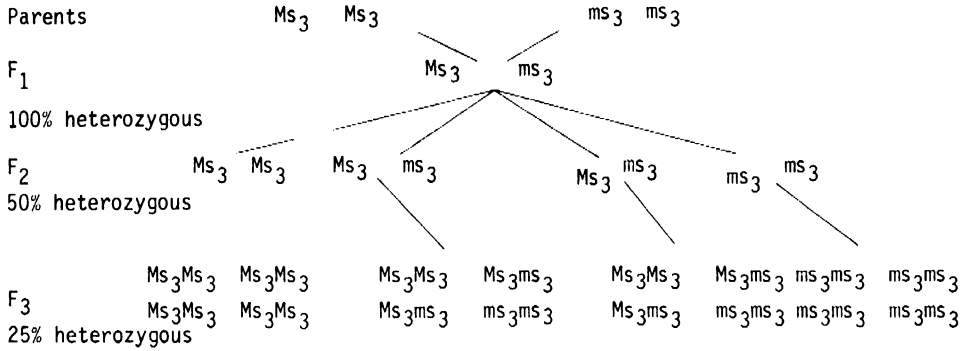 Parents Ms3 Ms3 ms3 ms3
F1 Ms3 ms3
100% heterozygous
F2 Ms3 Ms3 Ms3 ms3 Ms3 ms3 ms3 ms3
50% heterozygous
Ms3Ms3 Ms3Ms3 Ms3Ms3 Ms3ms3 Ms3Ms3 Ms3ms3 ms3ms3 ms3ms3
F3 Ms3Ms3 Ms3Ms3 Ms3ms3 ms3ms3 Ms3ms3 ms3ms3 ms3ms3 ms3ms3
25% heterozygous